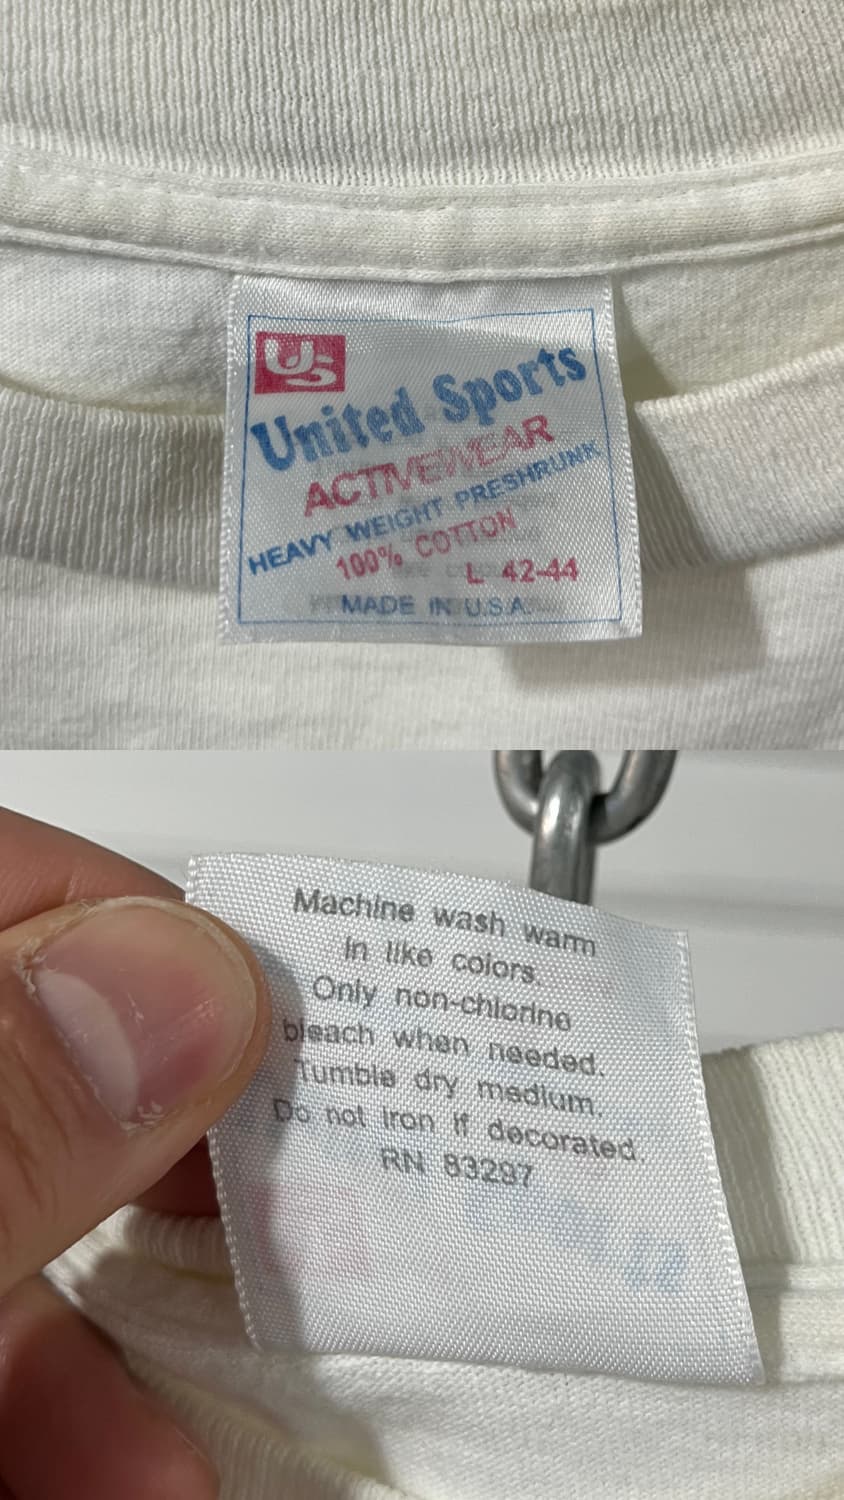 US
United Sports
ACTIVEWEAR
HEAVY WEIGHT PRESHRUNK
100% COTTON
L 42-44
MADE IN U.S.A.
Machine wash warm
in like colors.
Only non-chlorine
bleach when needed.
Tumble dry medium.
Do not iron if decorated.
RN 83297